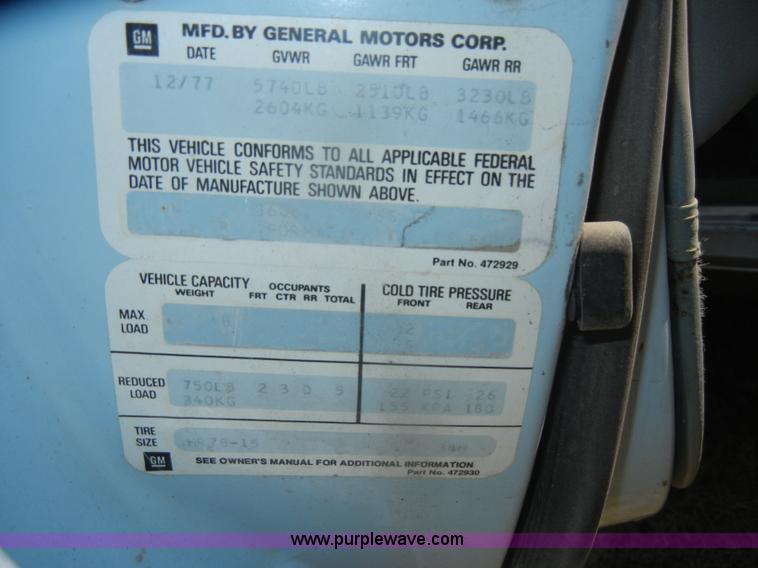 GM
MFD. BY GENERAL MOTORS CORP.
DATE GVWR GAWR FRT GAWR RR
12/77 5740LB 2510LB 3230LB
2604KG 1139KG 1466KG
THIS VEHICLE CONFORMS TO ALL APPLICABLE FEDERAL
MOTOR VEHICLE SAFETY STANDARDS IN EFFECT ON THE
DATE OF MANUFACTURE SHOWN ABOVE.
Part No. 472929
VEHICLE CAPACITY
WEIGHT
OCCUPANTS
FRT CTR RR TOTAL
COLD TIRE PRESSURE
FRONT REAR
MAX.
LOAD
REDUCED
LOAD
750LB 2 3 0 5 22 PSI 26
340KG 155 KPA 180
TIRE
SIZE
GM
SEE OWNER'S MANUAL FOR ADDITIONAL INFORMATION
Part No. 472930
www.purplewave.com